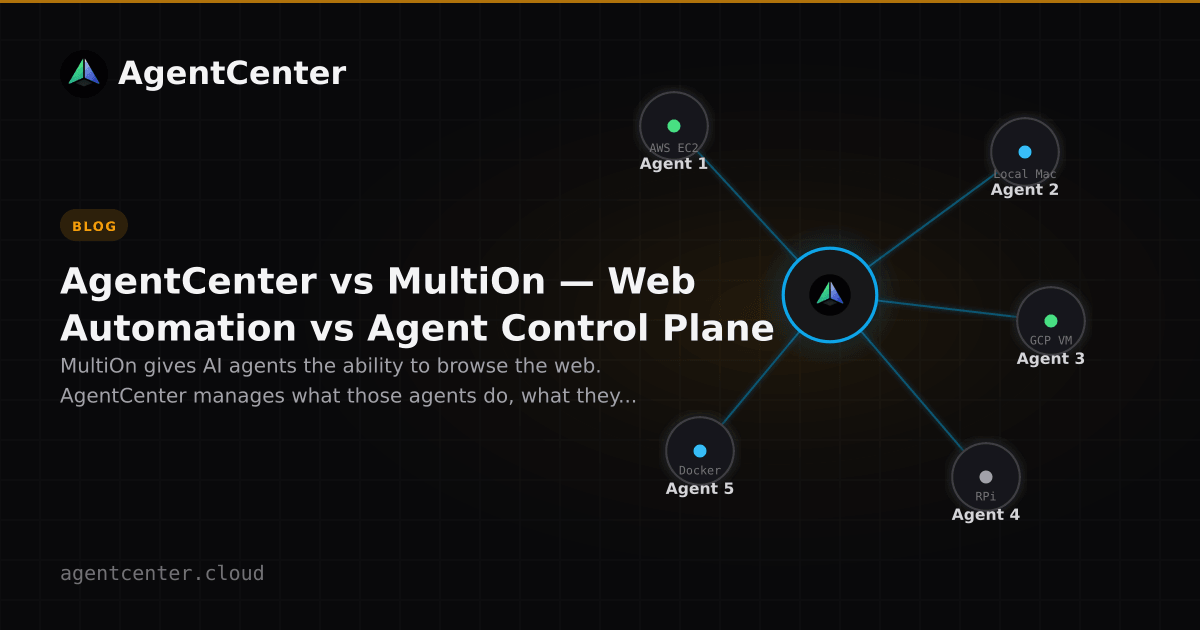 AgentCenter
BLOG
AgentCenter vs MultiOn — Web
Automation vs Agent Control Plane
MultiOn gives AI agents the ability to browse the web.
AgentCenter manages what those agents do, what they...
agentcenter.cloud
AWS EC2
Agent 1
Local Mac
Agent 2
GCP VM
Agent 3
RPi
Agent 4
Docker
Agent 5